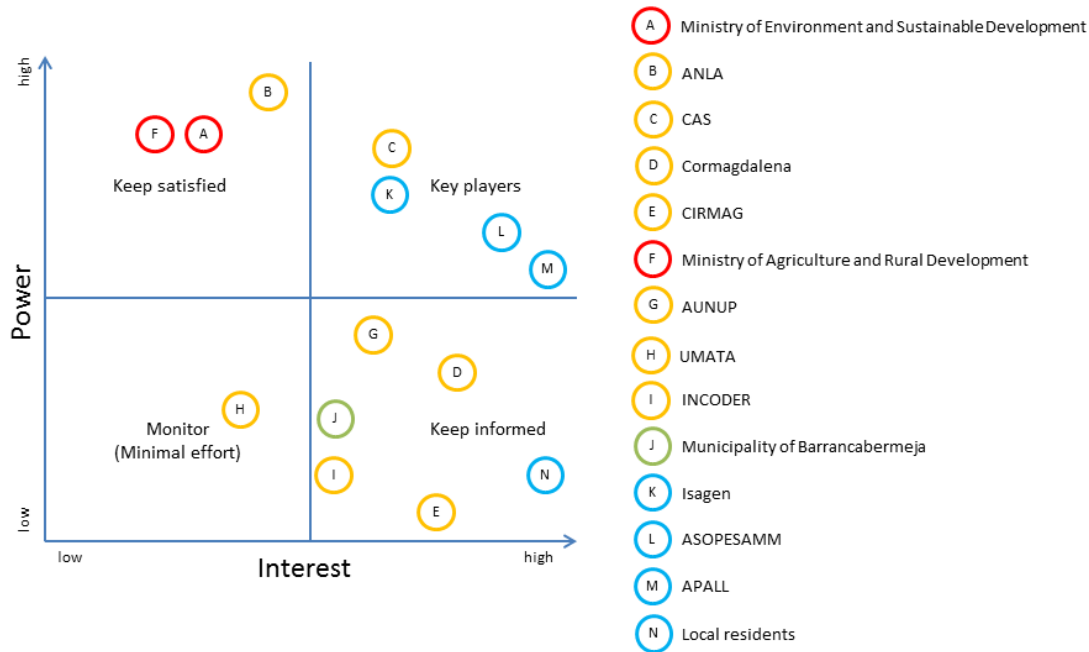 high
Power
low
B
F
A
Keep satisfied
C
K
Key players
L
M
G
D
H
J
Monitor
(Minimal effort)
Keep informed
I
N
E
low
Interest
high
A Ministry of Environment and Sustainable Development
B ANLA
C CAS
D Cormagdalena
E CIRMAG
F Ministry of Agriculture and Rural Development
G AUNUP
H UMATA
I INCODER
J Municipality of Barrancabermeja
K Isagen
L ASOPESAMM
M APALL
N Local residents